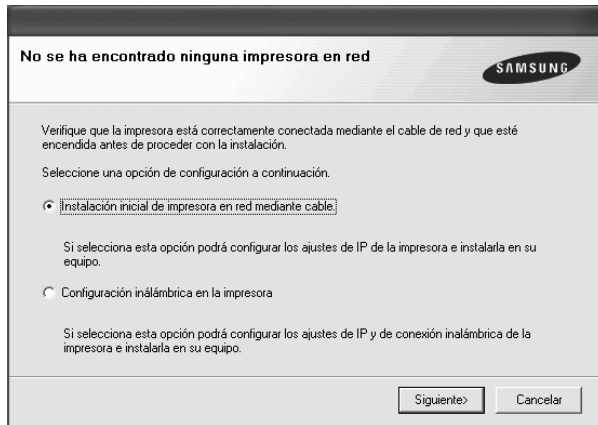 No se ha encontrado ninguna impresora en red
SAMSUNG
Verifique que la impresora está correctamente conectada mediante el cable de red y que esté
encendida antes de proceder con la instalación.
Seleccione una opción de configuración a continuación.
Instalación inicial de impresora en red mediante cable.
Si selecciona esta opción podrá configurar los ajustes de IP de la impresora e instalarla en su
equipo.
Configuración inálámbrica en la impresora
Si selecciona esta opción podrá configurar los ajustes de IP y de conexión inalámbrica de la
impresora e instalarla en su equipo.
Siguiente>
Cancelar